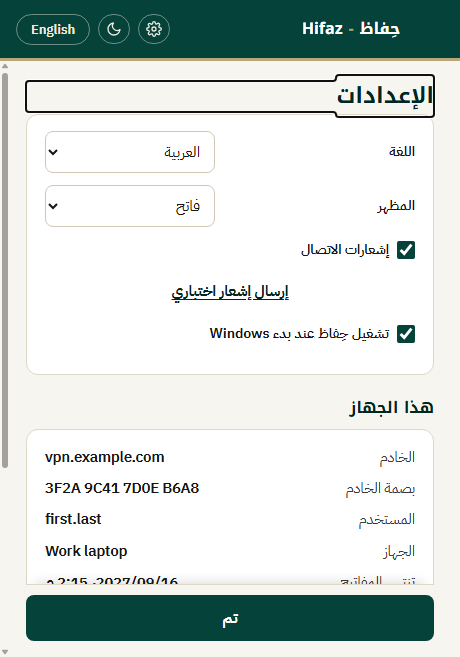 حِفاظ - Hifaz
English
الإعدادات
اللغة
العربية
المظهر
فاتح
إشعارات الاتصال
إرسال إشعار اختباري
تشغيل حِفاظ عند بدء Windows
هذا الجهاز
الخادم
vpn.example.com
بصمة الخادم
3F2A 9C41 7D0E B6A8
المستخدم
first.last
الجهاز
Work laptop
تم